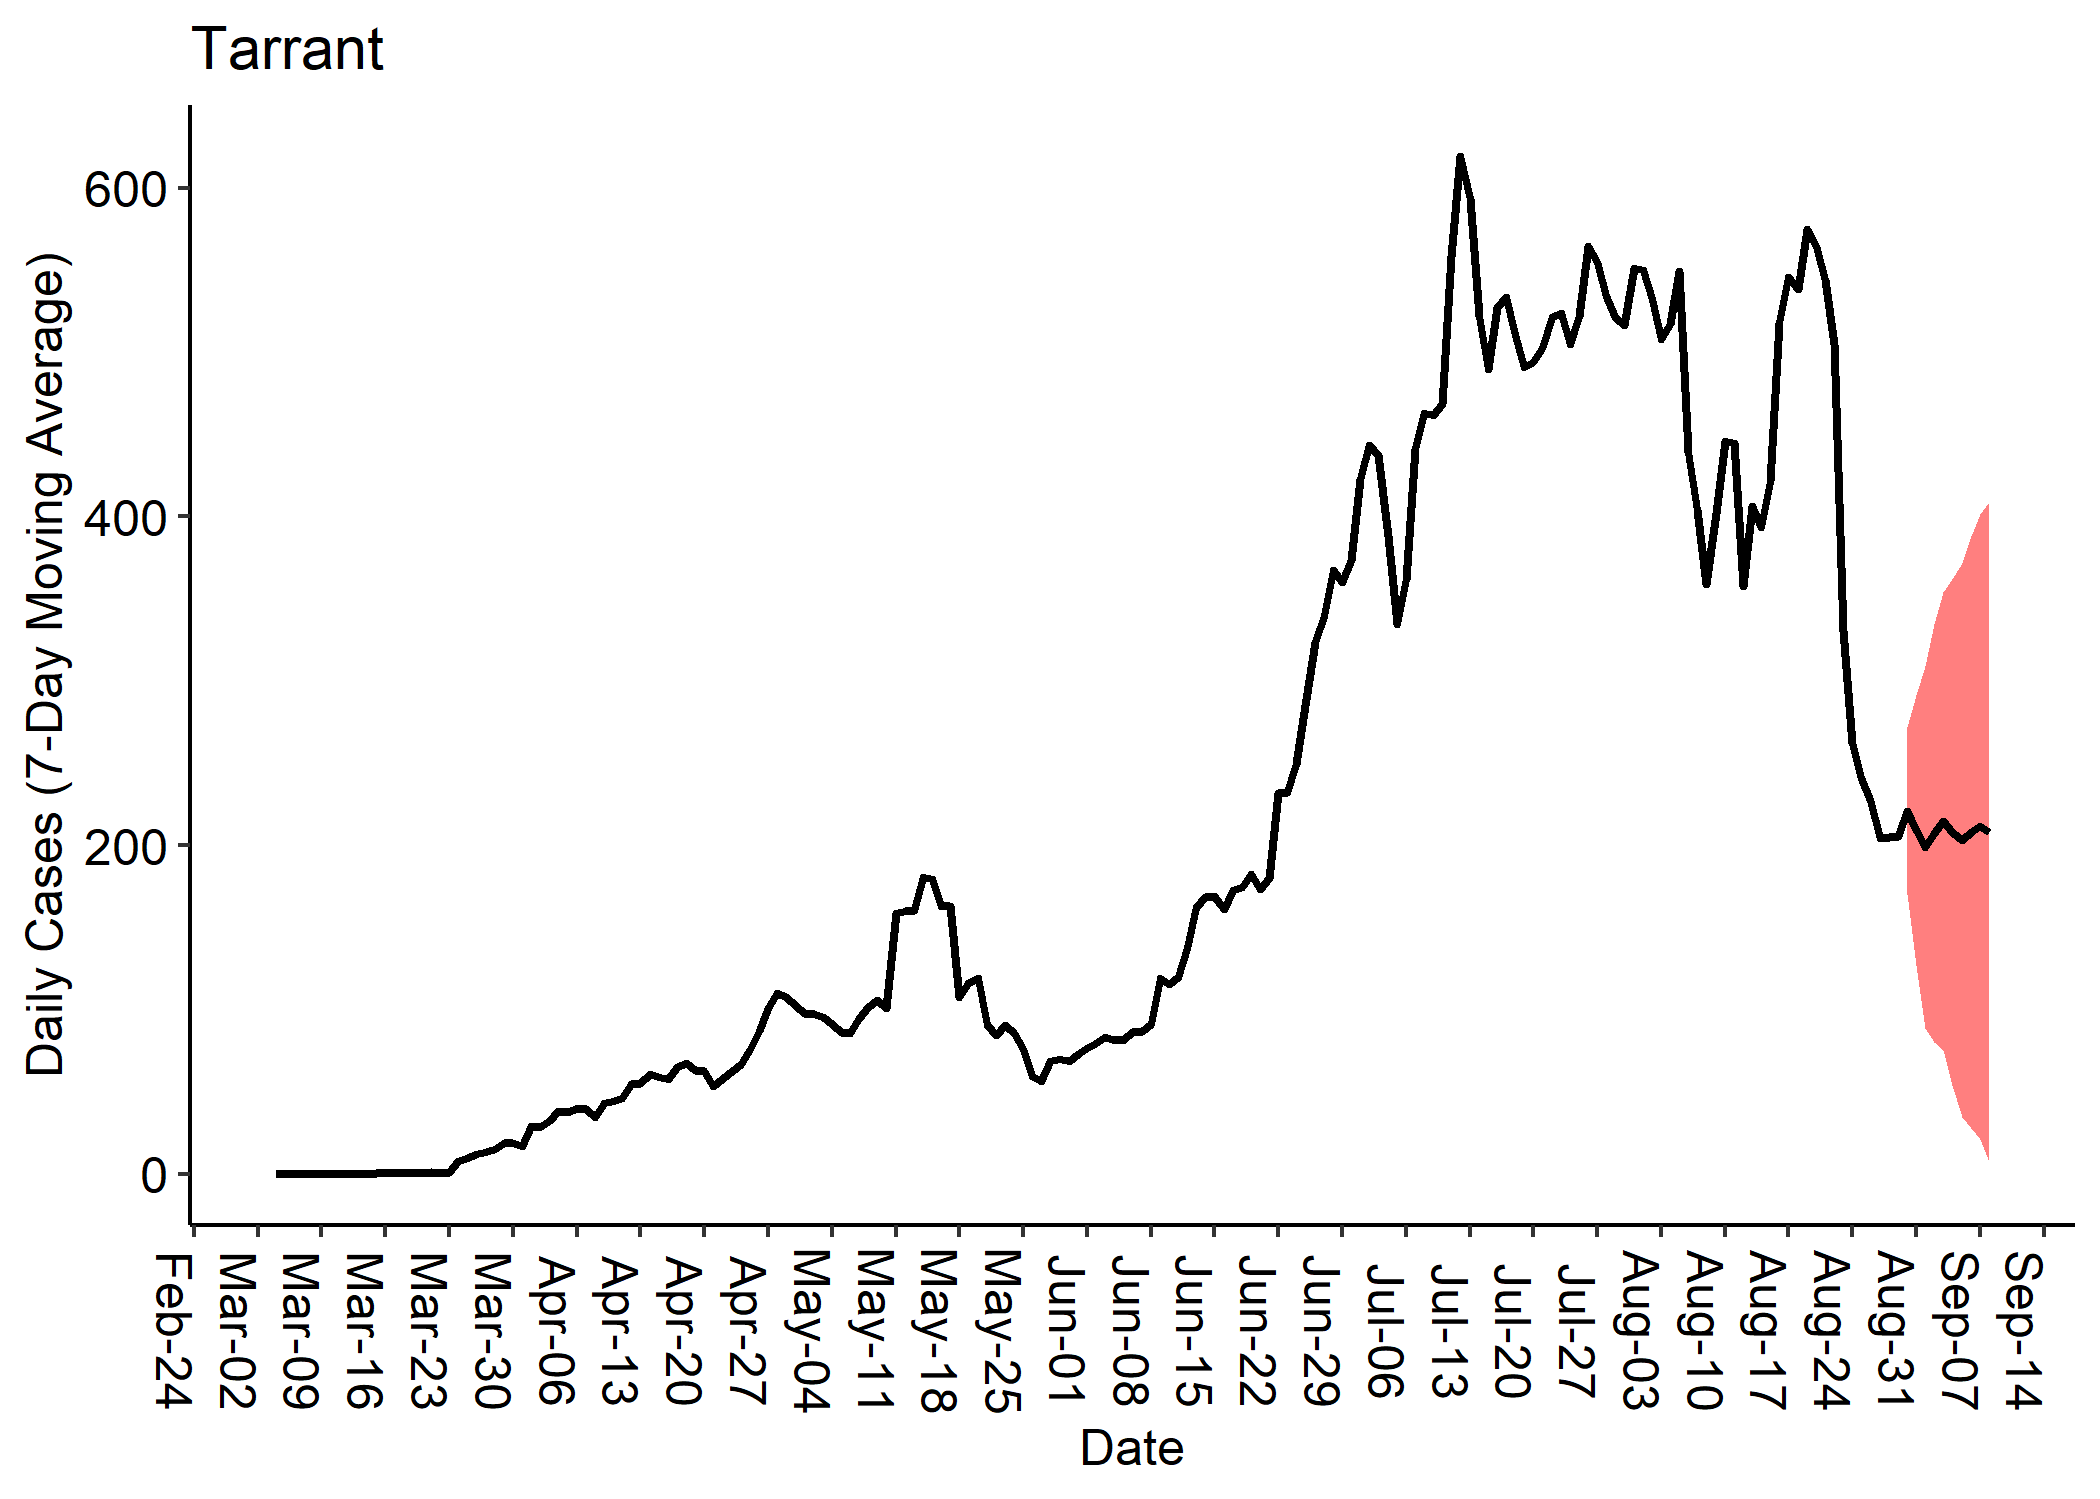 Tarrant
Daily Cases (7-Day Moving Average)
600
400
200
0
Feb-24
Mar-02
Mar-09
Mar-16
Mar-23
Mar-30
Apr-06
Apr-13
Apr-20
Apr-27
May-04
May-11
May-18
May-25
Jun-01
Jun-08
Jun-15
Jun-22
Jun-29
Jul-06
Jul-13
Jul-20
Jul-27
Aug-03
Aug-10
Aug-17
Aug-24
Aug-31
Sep-07
Sep-14
Date